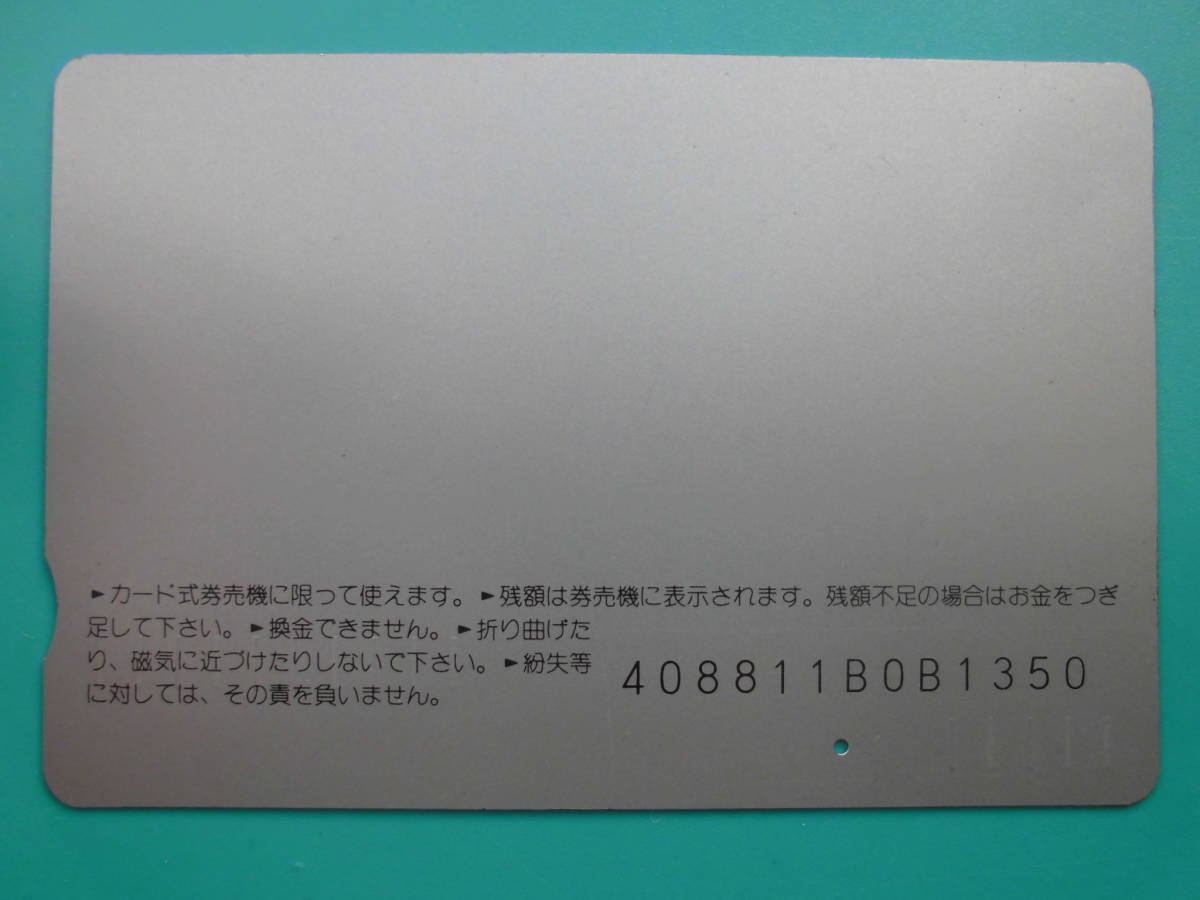 ►カード式券売機に限って使えます。►残額は券売機に表示されます。残額不足の場合はお金をつぎ
足して下さい。►換金できません。►折り曲げた
り、磁気に近づけたりしないで下さい。►紛失等
に対しては、その責を負いません。
408811B0B1350